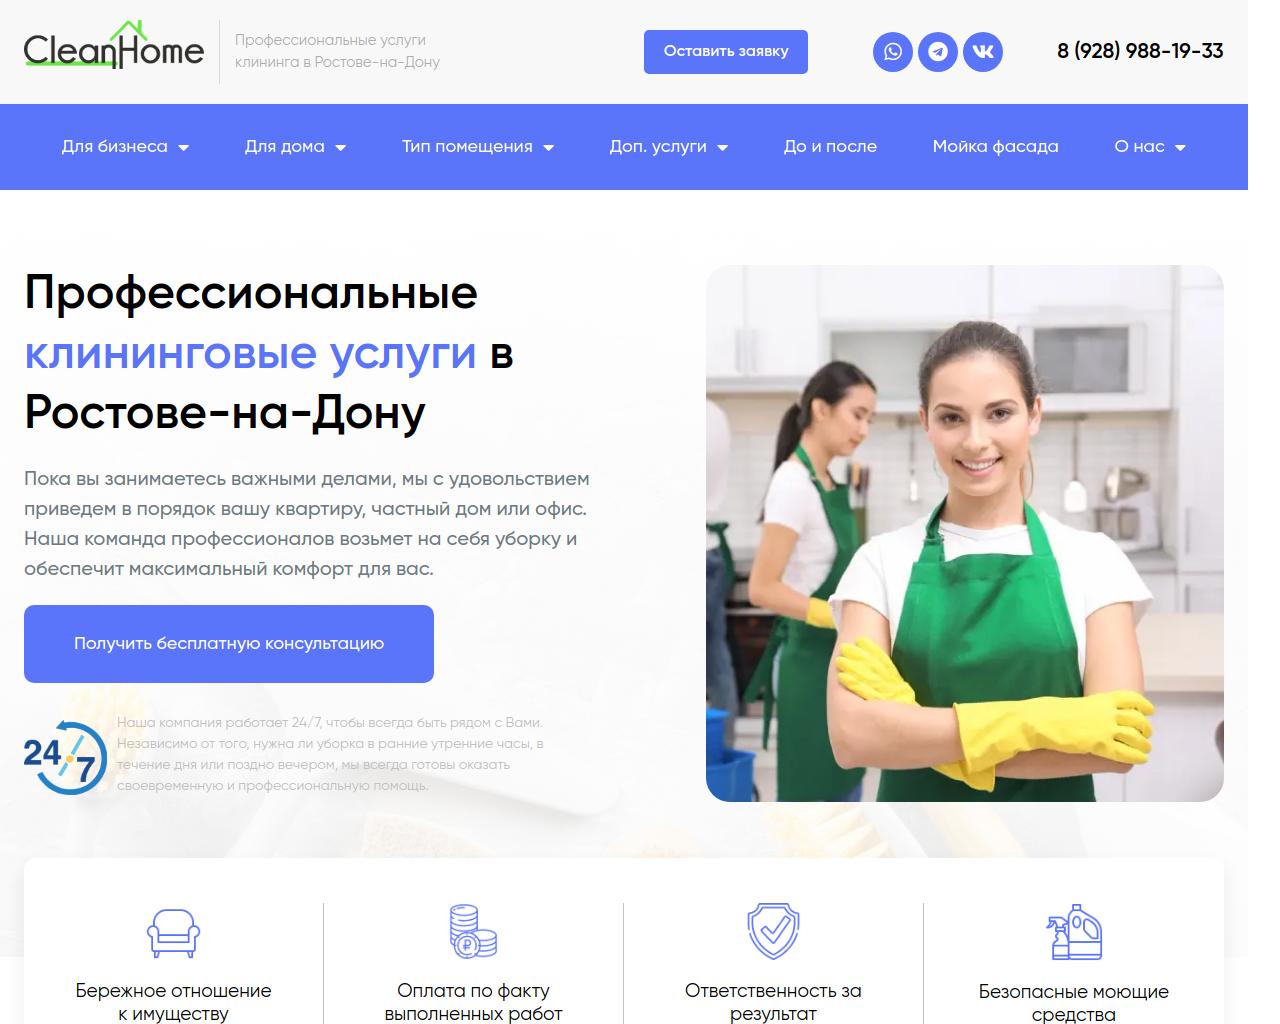 CleanHome
Профессиональные услуги
клининга в Ростове-на-Дону
Оставить заявку
8 (928) 988-19-33
Для бизнеса
Для дома
Тип помещения
Доп. услуги
До и после
Мойка фасада
О нас
Профессиональные
клининговые услуги в
Ростове-на-Дону
Пока вы занимаетесь важными делами, мы с удовольствием
приведем в порядок вашу квартиру, частный дом или офис.
Наша команда профессионалов возьмет на себя уборку и
обеспечит максимальный комфорт для вас.
Получить бесплатную консультацию
24/7
Наша компания работает 24/7, чтобы всегда быть рядом с Вами.
Независимо от того, нужна ли уборка в ранние утренние часы, в
течение дня или поздно вечером, мы всегда готовы оказать
своевременную и профессиональную помощь.
Бережное отношение
к имуществу
Оплата по факту
выполненных работ
Ответственность за
результат
Безопасные моющие
средства